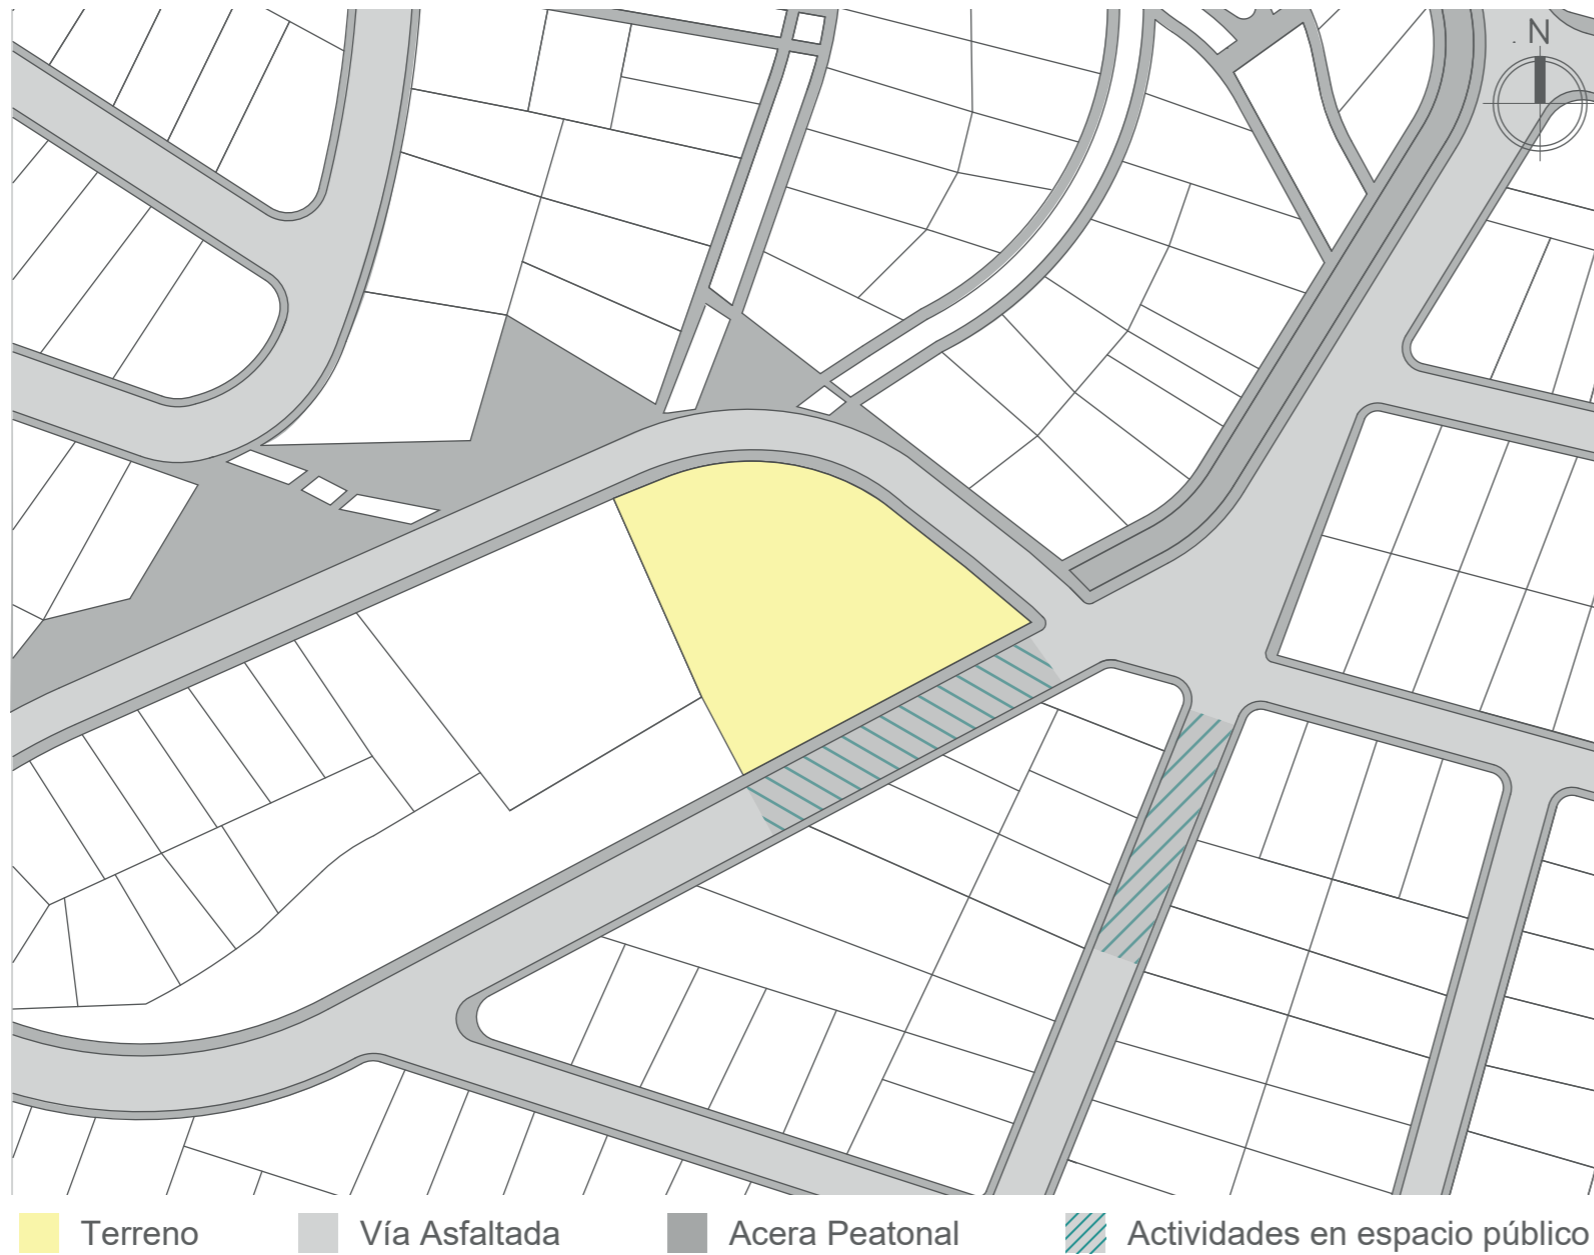 N
Terreno
Vía Asfaltada
Acera Peatonal
Actividades en espacio público